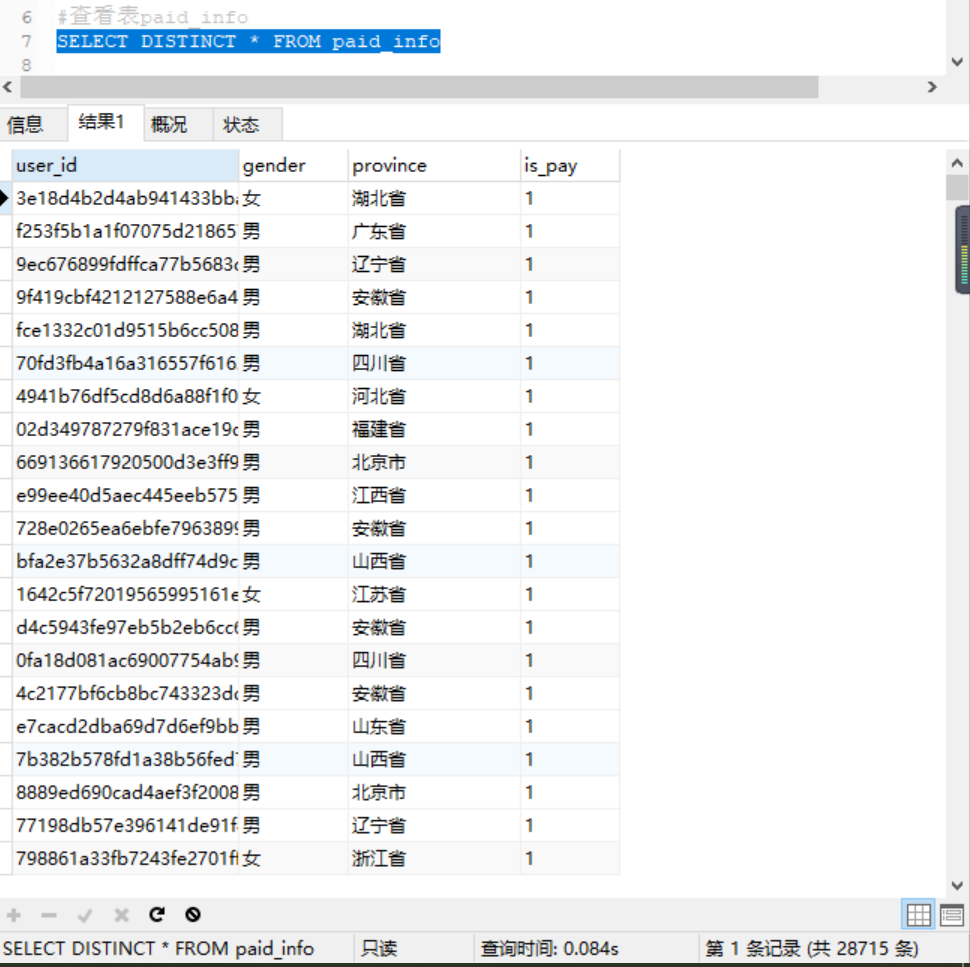 6 #查看表paid_info
7 SELECT DISTINCT * FROM paid_info
8
信息 结果1 概况 状态
user_id gender province is_pay
3e18d4b2d4ab941433bba 女 湖北省 1
f253f5b1a1f07075d21865 男 广东省 1
9ec676899fdffca77b5683c 男 辽宁省 1
9f419cbf4212127588e6a4 男 安徽省 1
fce1332c01d9515b6cc508 男 湖北省 1
70fd3fb4a16a316557f616 男 四川省 1
4941b76df5cd8d6a88f1f0 女 河北省 1
02d349787279f831ace19c 男 福建省 1
669136617920500d3e3ff9 男 北京市 1
e99ee40d5aec445eeb575 男 江西省 1
728e0265ea6ebfe7963899 男 安徽省 1
bfa2e37b5632a8dff74d9c 男 山西省 1
1642c5f72019565995161e 女 江苏省 1
d4c5943fe97eb5b2eb6cc6 男 安徽省 1
0fa18d081ac69007754ab9 男 四川省 1
4c2177bf6cb8bc743323dc 男 安徽省 1
e7cacd2dba69d7d6ef9bb 男 山东省 1
7b382b578fd1a38b56fed 男 山西省 1
8889ed690cad4aef3f2008 男 北京市 1
77198db57e396141de91f 男 辽宁省 1
798861a33fb7243fe2701f 女 浙江省 1
SELECT DISTINCT * FROM paid_info 只读 查询时间: 0.084s 第 1 条记录 (共 28715 条)